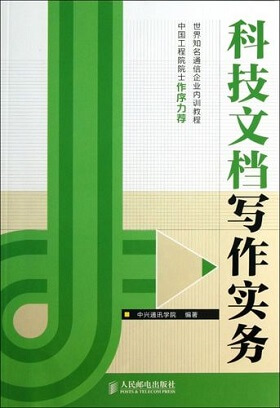 科技文档写作实务
世界知名通信企业内训教程
中国工程院院士作序力荐
中兴通讯学院 编著
人民邮电出版社
POSTS & TELECOM PRESS